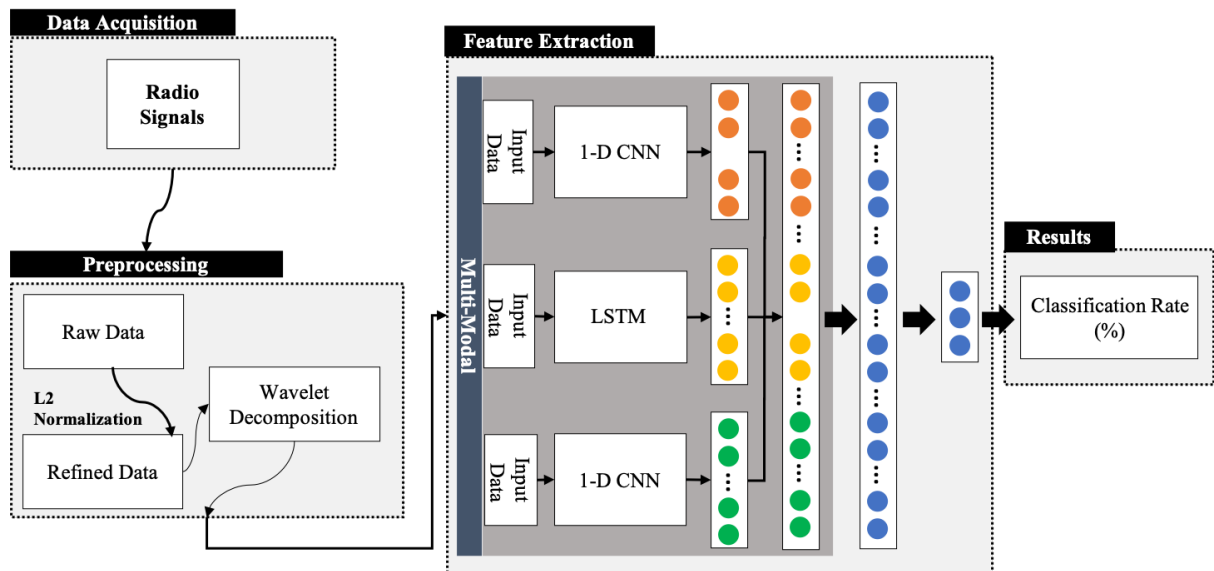 Data Acquisition
Radio
Signals
Preprocessing
Raw Data
L2
Normalization
Wavelet
Decomposition
Refined Data
Feature Extraction
Multi-Modal
Input
Data
1-D CNN
Input
Data
LSTM
Input
Data
1-D CNN
Results
Classification Rate
(%)